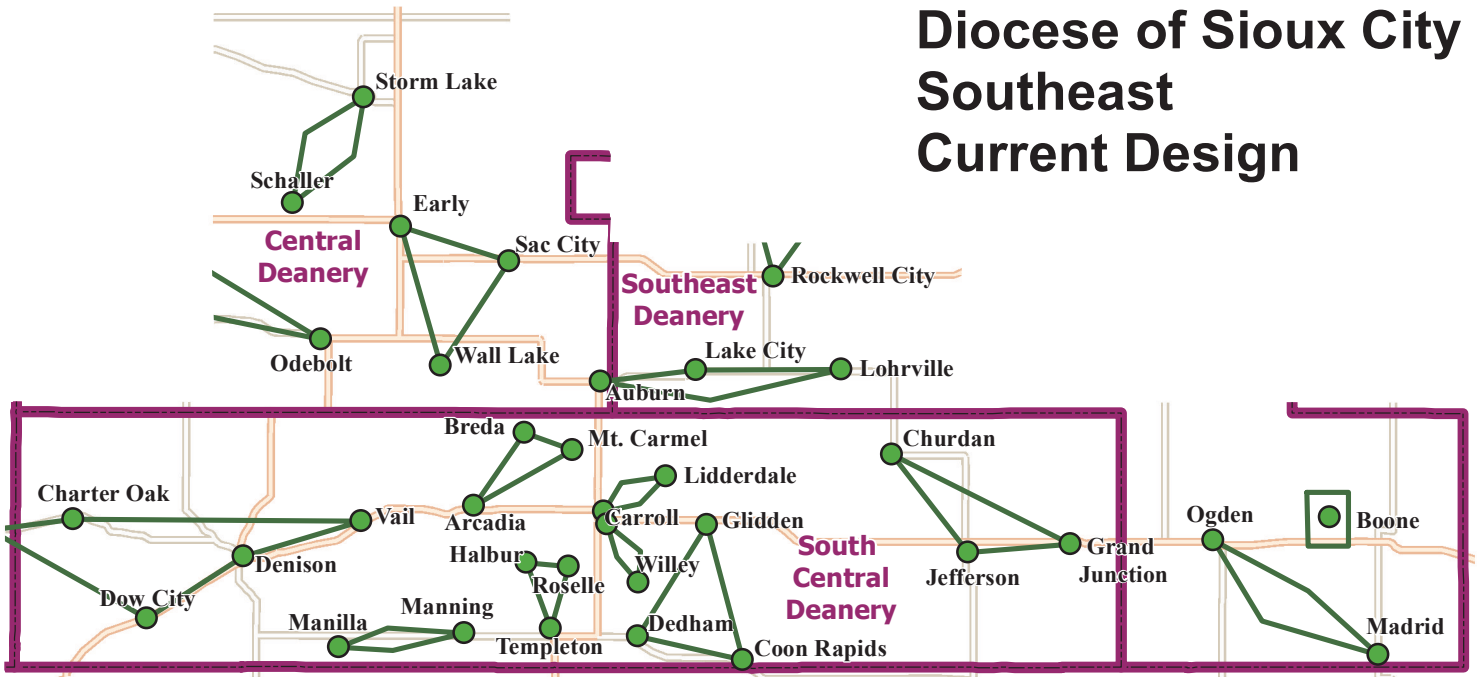 Diocese of Sioux City
Southeast
Current Design
Storm Lake
Schaller
Early
Central
Deanery
Sac City
Southeast
Deanery
Rockwell City
Odebolt
Wall Lake
Lake City
Lohrville
Auburn
Breda
Mt. Carmel
Churdan
Lidderdale
Charter Oak
Vail
Arcadia
Carroll
Glidden
Ogden
Boone
Halbur
Denison
Willey
South
Central
Deanery
Grand
Junction
Jefferson
Roselle
Dow City
Manning
Manilla
Dedham
Madrid
Templeton
Coon Rapids